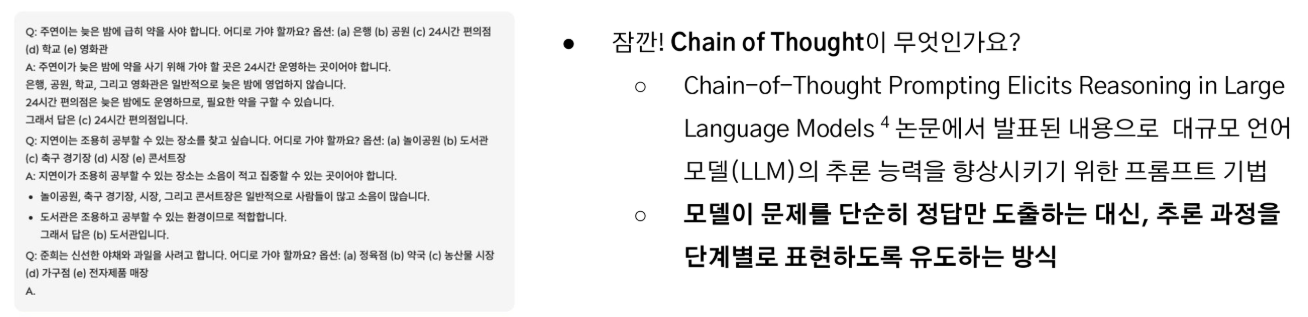 Q: 주연이는 늦은 밤에 급히 약을 사야 합니다. 어디로 가야 할까요? 옵션: (a) 은행 (b) 공원 (c) 24시간 편의점
(d) 학교 (e) 영화관
A: 주연이가 늦은 밤에 약을 사기 위해 가야 할 곳은 24시간 운영하는 곳이어야 합니다.
은행, 공원, 학교, 그리고 영화관은 일반적으로 늦은 밤에 영업하지 않습니다.
24시간 편의점은 늦은 밤에도 운영하므로, 필요한 약을 구할 수 있습니다.
그래서 답은 (c) 24시간 편의점입니다.
Q: 지연이는 조용히 공부할 수 있는 장소를 찾고 싶습니다. 어디로 가야 할까요? 옵션: (a) 놀이공원 (b) 도서관
(c) 축구 경기장 (d) 시장 (e) 콘서트장
A: 지연이가 조용히 공부할 수 있는 장소는 소음이 적고 집중할 수 있는 곳이어야 합니다.
• 놀이공원, 축구 경기장, 시장, 그리고 콘서트장은 일반적으로 사람들이 많고 소음이 많습니다.
• 도서관은 조용하고 공부할 수 있는 환경이므로 적합합니다.
그래서 답은 (b) 도서관입니다.
Q: 준희는 신선한 야채와 과일을 사려고 합니다. 어디로 가야 할까요? 옵션: (a) 정육점 (b) 약국 (c) 농산물 시장
(d) 가구점 (e) 전자제품 매장
A.
● 잠깐! Chain of Thought이 무엇인가요?
○ Chain-of-Thought Prompting Elicits Reasoning in Large
Language Models 4 논문에서 발표된 내용으로 대규모 언어
모델(LLM)의 추론 능력을 향상시키기 위한 프롬프트 기법
○ 모델이 문제를 단순히 정답만 도출하는 대신, 추론 과정을
단계별로 표현하도록 유도하는 방식